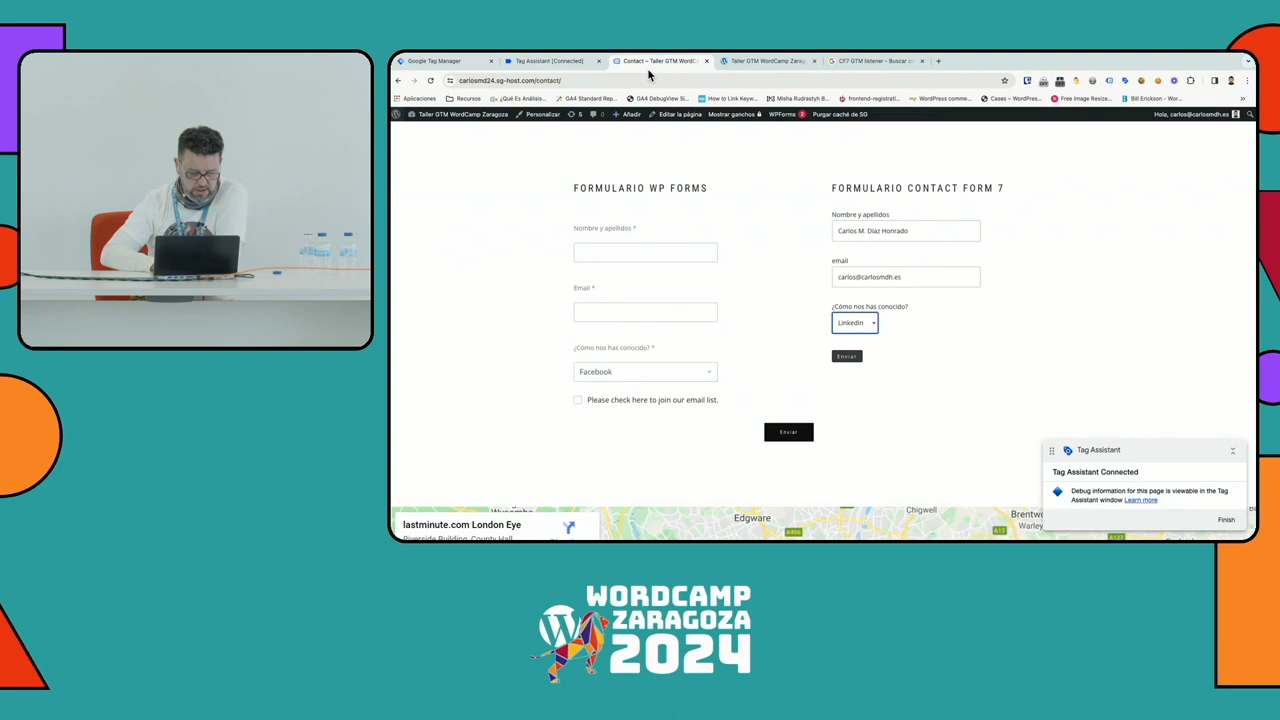 Google Tag Manager
Tag Assistant [Connected]
Contact – Taller GTM WordC
Taller GTM WordCamp Zarag
CF7 GTM listener - Buscar c
carlosmd24.sg-host.com/contact/
Aplicaciones
Recursos
¿Qué Es Análisis...
GA4 Standard Rep...
GA4 DebugView Si...
How to Link Keyw...
Misha Rudrastyh B...
frontend-registrati...
WordPress comme...
Cases – WordPres...
Free Image Resize...
Bill Erickson - Wor...
Taller GTM WordCamp Zaragoza
Personalizar
5
0
Añadir
Editar la página
Mostrar ganchos
WPForms 2
Purgar caché de SG
Hola, carlos@carlosmdh.es
FORMULARIO WP FORMS
Nombre y apellidos *
Email *
¿Cómo nos has conocido? *
Facebook
Please check here to join our email list.
Enviar
FORMULARIO CONTACT FORM 7
Nombre y apellidos
Carlos M. Díaz Honrado
email
carlos@carlosmdh.es
¿Cómo nos has conocido?
LinkedIn
Enviar
Tag Assistant
Tag Assistant Connected
Debug information for this page is viewable in the Tag
Assistant window Learn more
Finish
lastminute.com London Eye
Riverside Building, County Hall
Edgware
Chigwell
Brentwo
Warley
A406
WORDCAMP
ZARAGOZA
2024